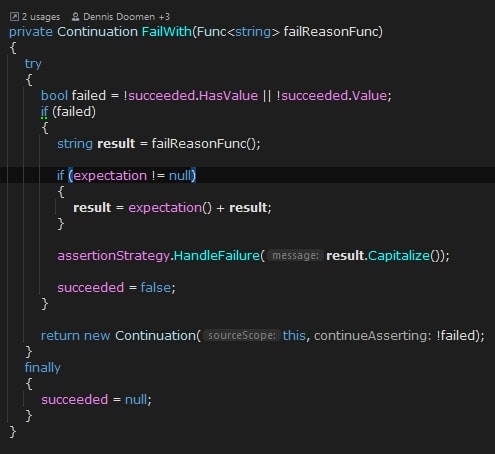 2 usages Dennis Doomen +3
private Continuation FailWith(Func<string> failReasonFunc)
{
try
{
bool failed = !succeeded.HasValue || !succeeded.Value;
if (failed)
{
string result = failReasonFunc();
if (expectation != null)
{
result = expectation() + result;
}
assertionStrategy.HandleFailure( message: result.Capitalize());
succeeded = false;
}
return new Continuation( sourceScope: this, continueAsserting: !failed);
}
finally
{
succeeded = null;
}
}